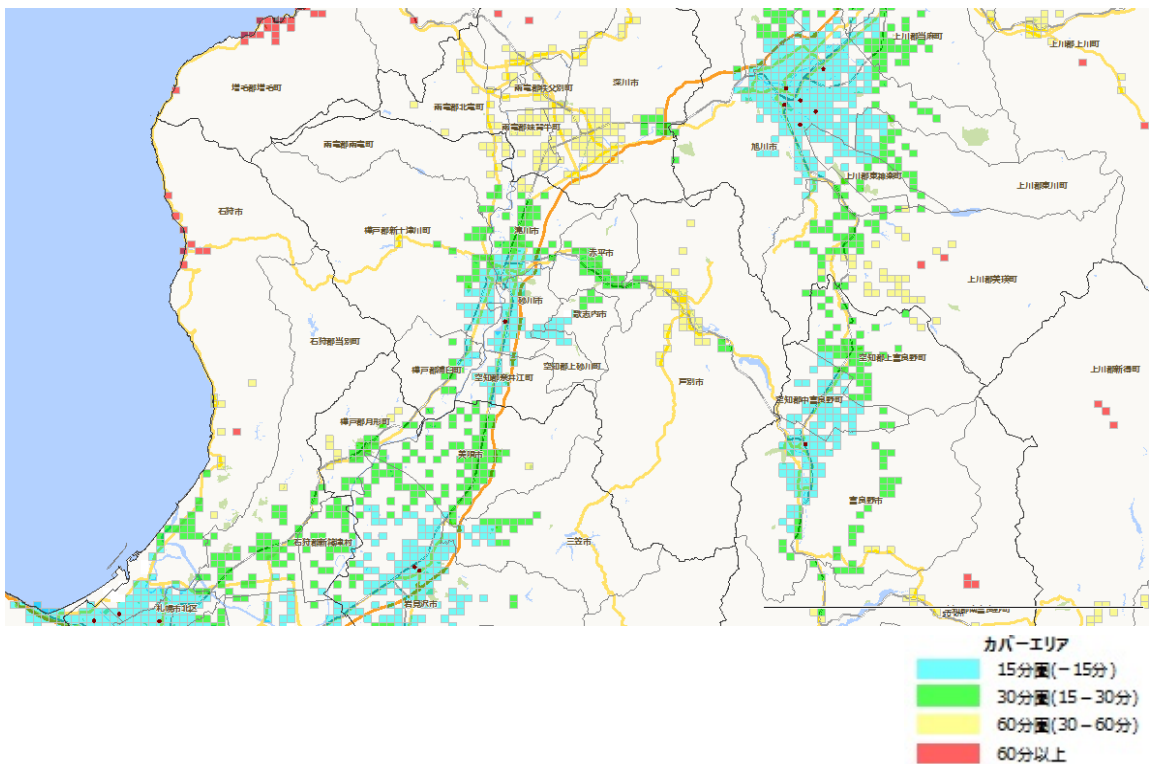 上川郡当麻町
上川郡上川町
増毛郡増毛町
深川市
雨竜郡秩父別町
雨竜郡北竜町
雨竜郡妹背牛町
雨竜郡雨竜町
旭川市
上川郡東神楽町
上川郡東川町
石狩市
樺戸郡新十津川町
滝川市
赤平市
上川郡美瑛町
砂川市
歌志内市
石狩郡当別町
空知郡上富良野町
樺戸郡浦臼町
空知郡奈井江町
空知郡上砂川町
芦別市
上川郡新得町
空知郡中富良野町
樺戸郡月形町
美唄市
富良野市
石狩郡新篠津村
三笠市
札幌市北区
岩見沢市
空知郡南富良野町
カバーエリア
15分圏(－15分)
30分圏(15－30分)
60分圏(30－60分)
60分以上